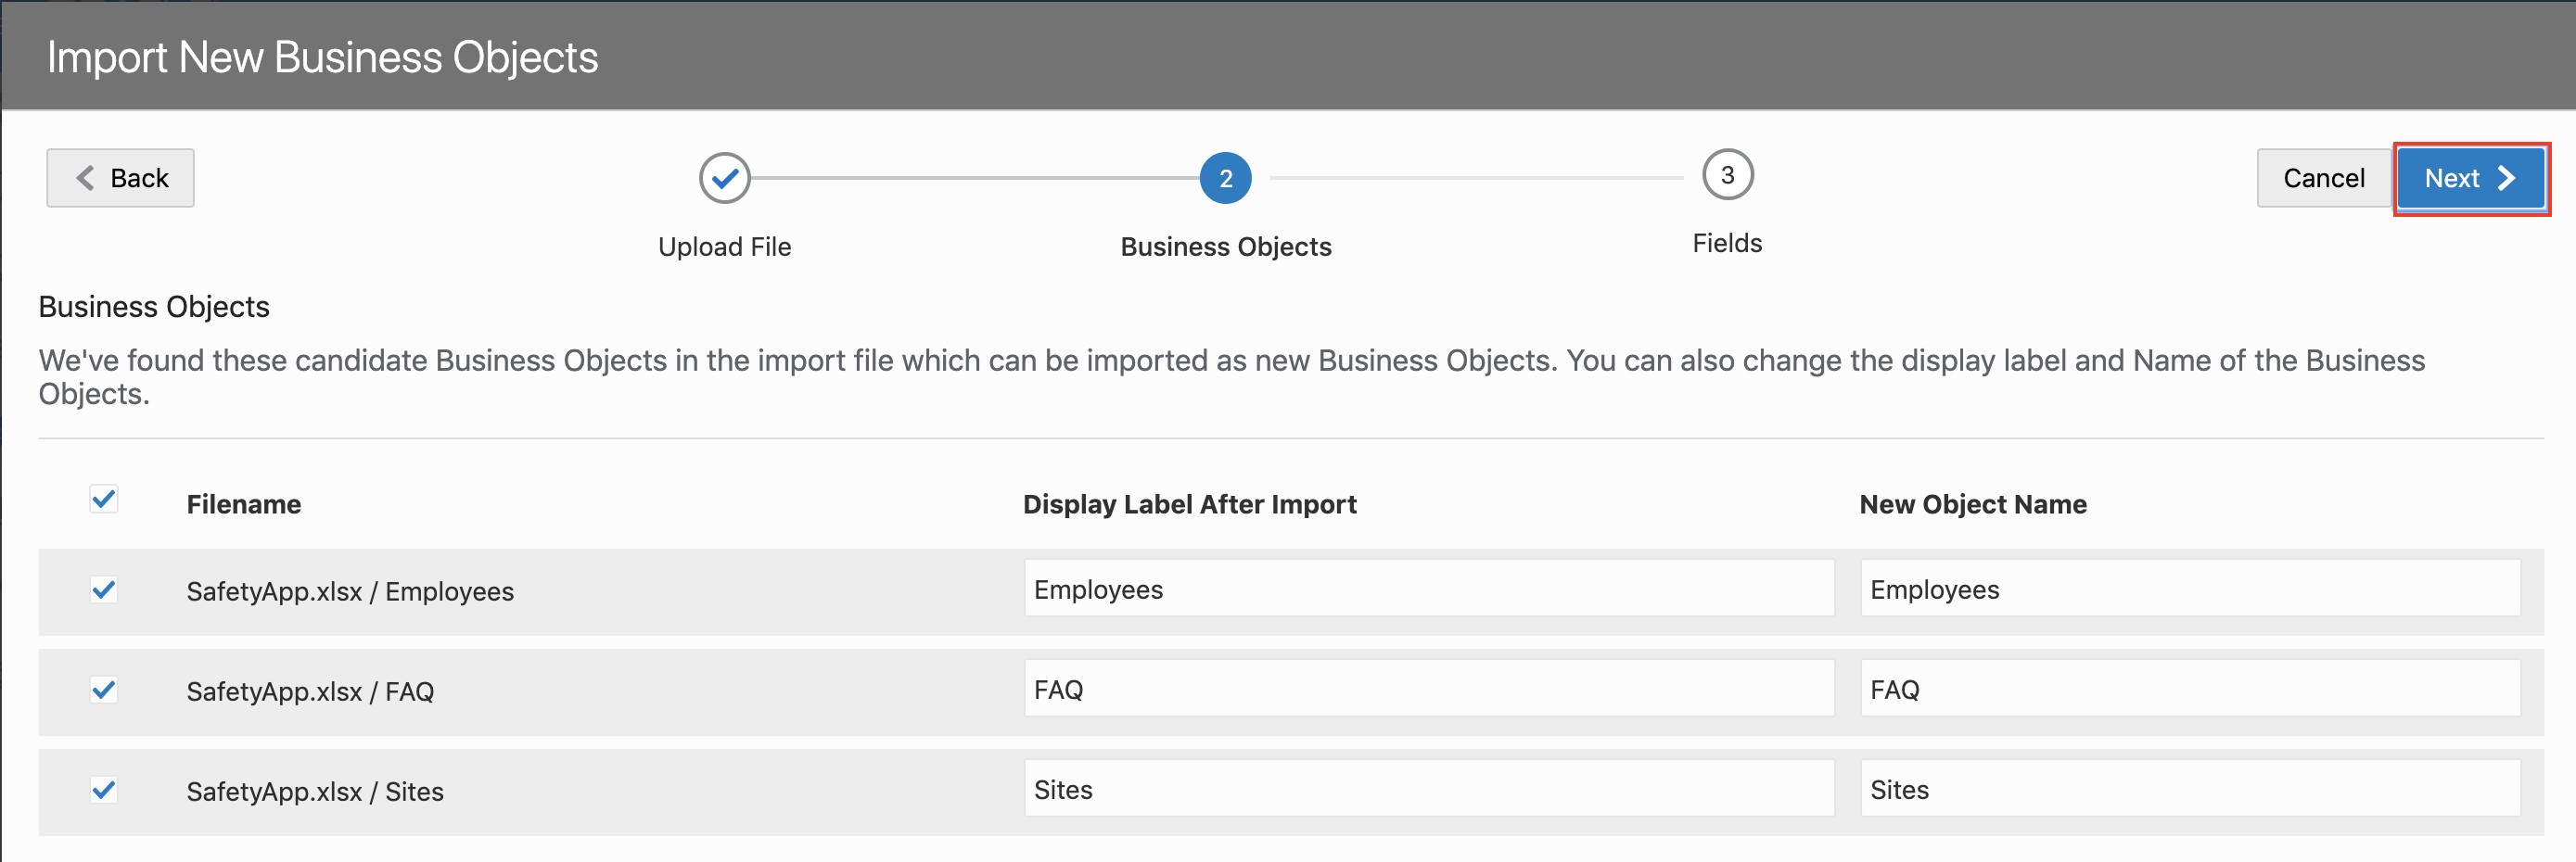 Import New Business Objects
Back
2
3
Cancel
Next
Upload File
Business Objects
Fields
Business Objects
We've found these candidate Business Objects in the import file which can be imported as new Business Objects. You can also change the display label and Name of the Business
Objects.
Filename
Display Label After Import
New Object Name
SafetyApp.xlsx / Employees
Employees
Employees
SafetyApp.xlsx / FAQ
FAQ
FAQ
SafetyApp.xlsx / Sites
Sites
Sites